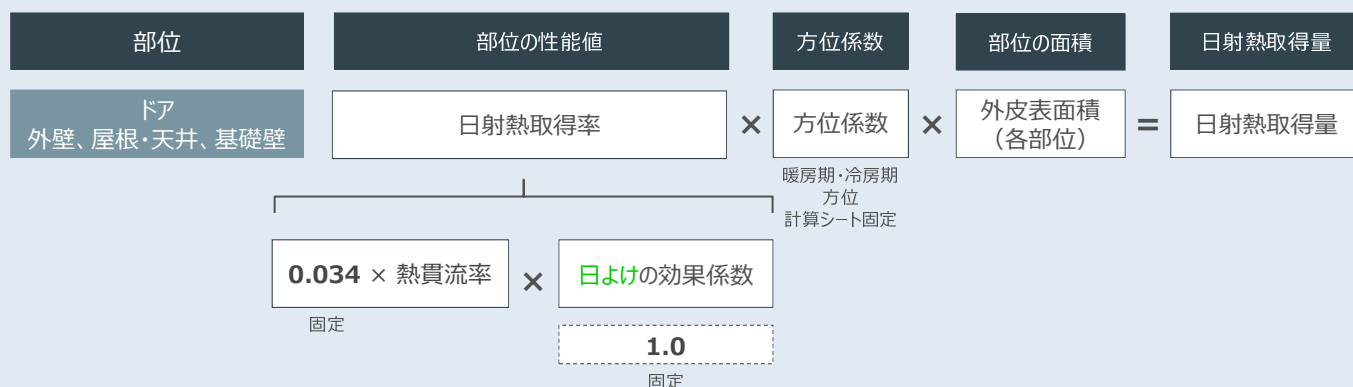 部位
部位の性能値
方位係数
部位の面積
日射熱取得量
ドア
外壁、屋根・天井、基礎壁
日射熱取得率
×
方位係数
×
外皮表面積
(各部位)
=
日射熱取得量
暖房期・冷房期
方位
計算シート固定
0.034 × 熱貫流率
×
日よけの効果係数
固定
1.0
固定